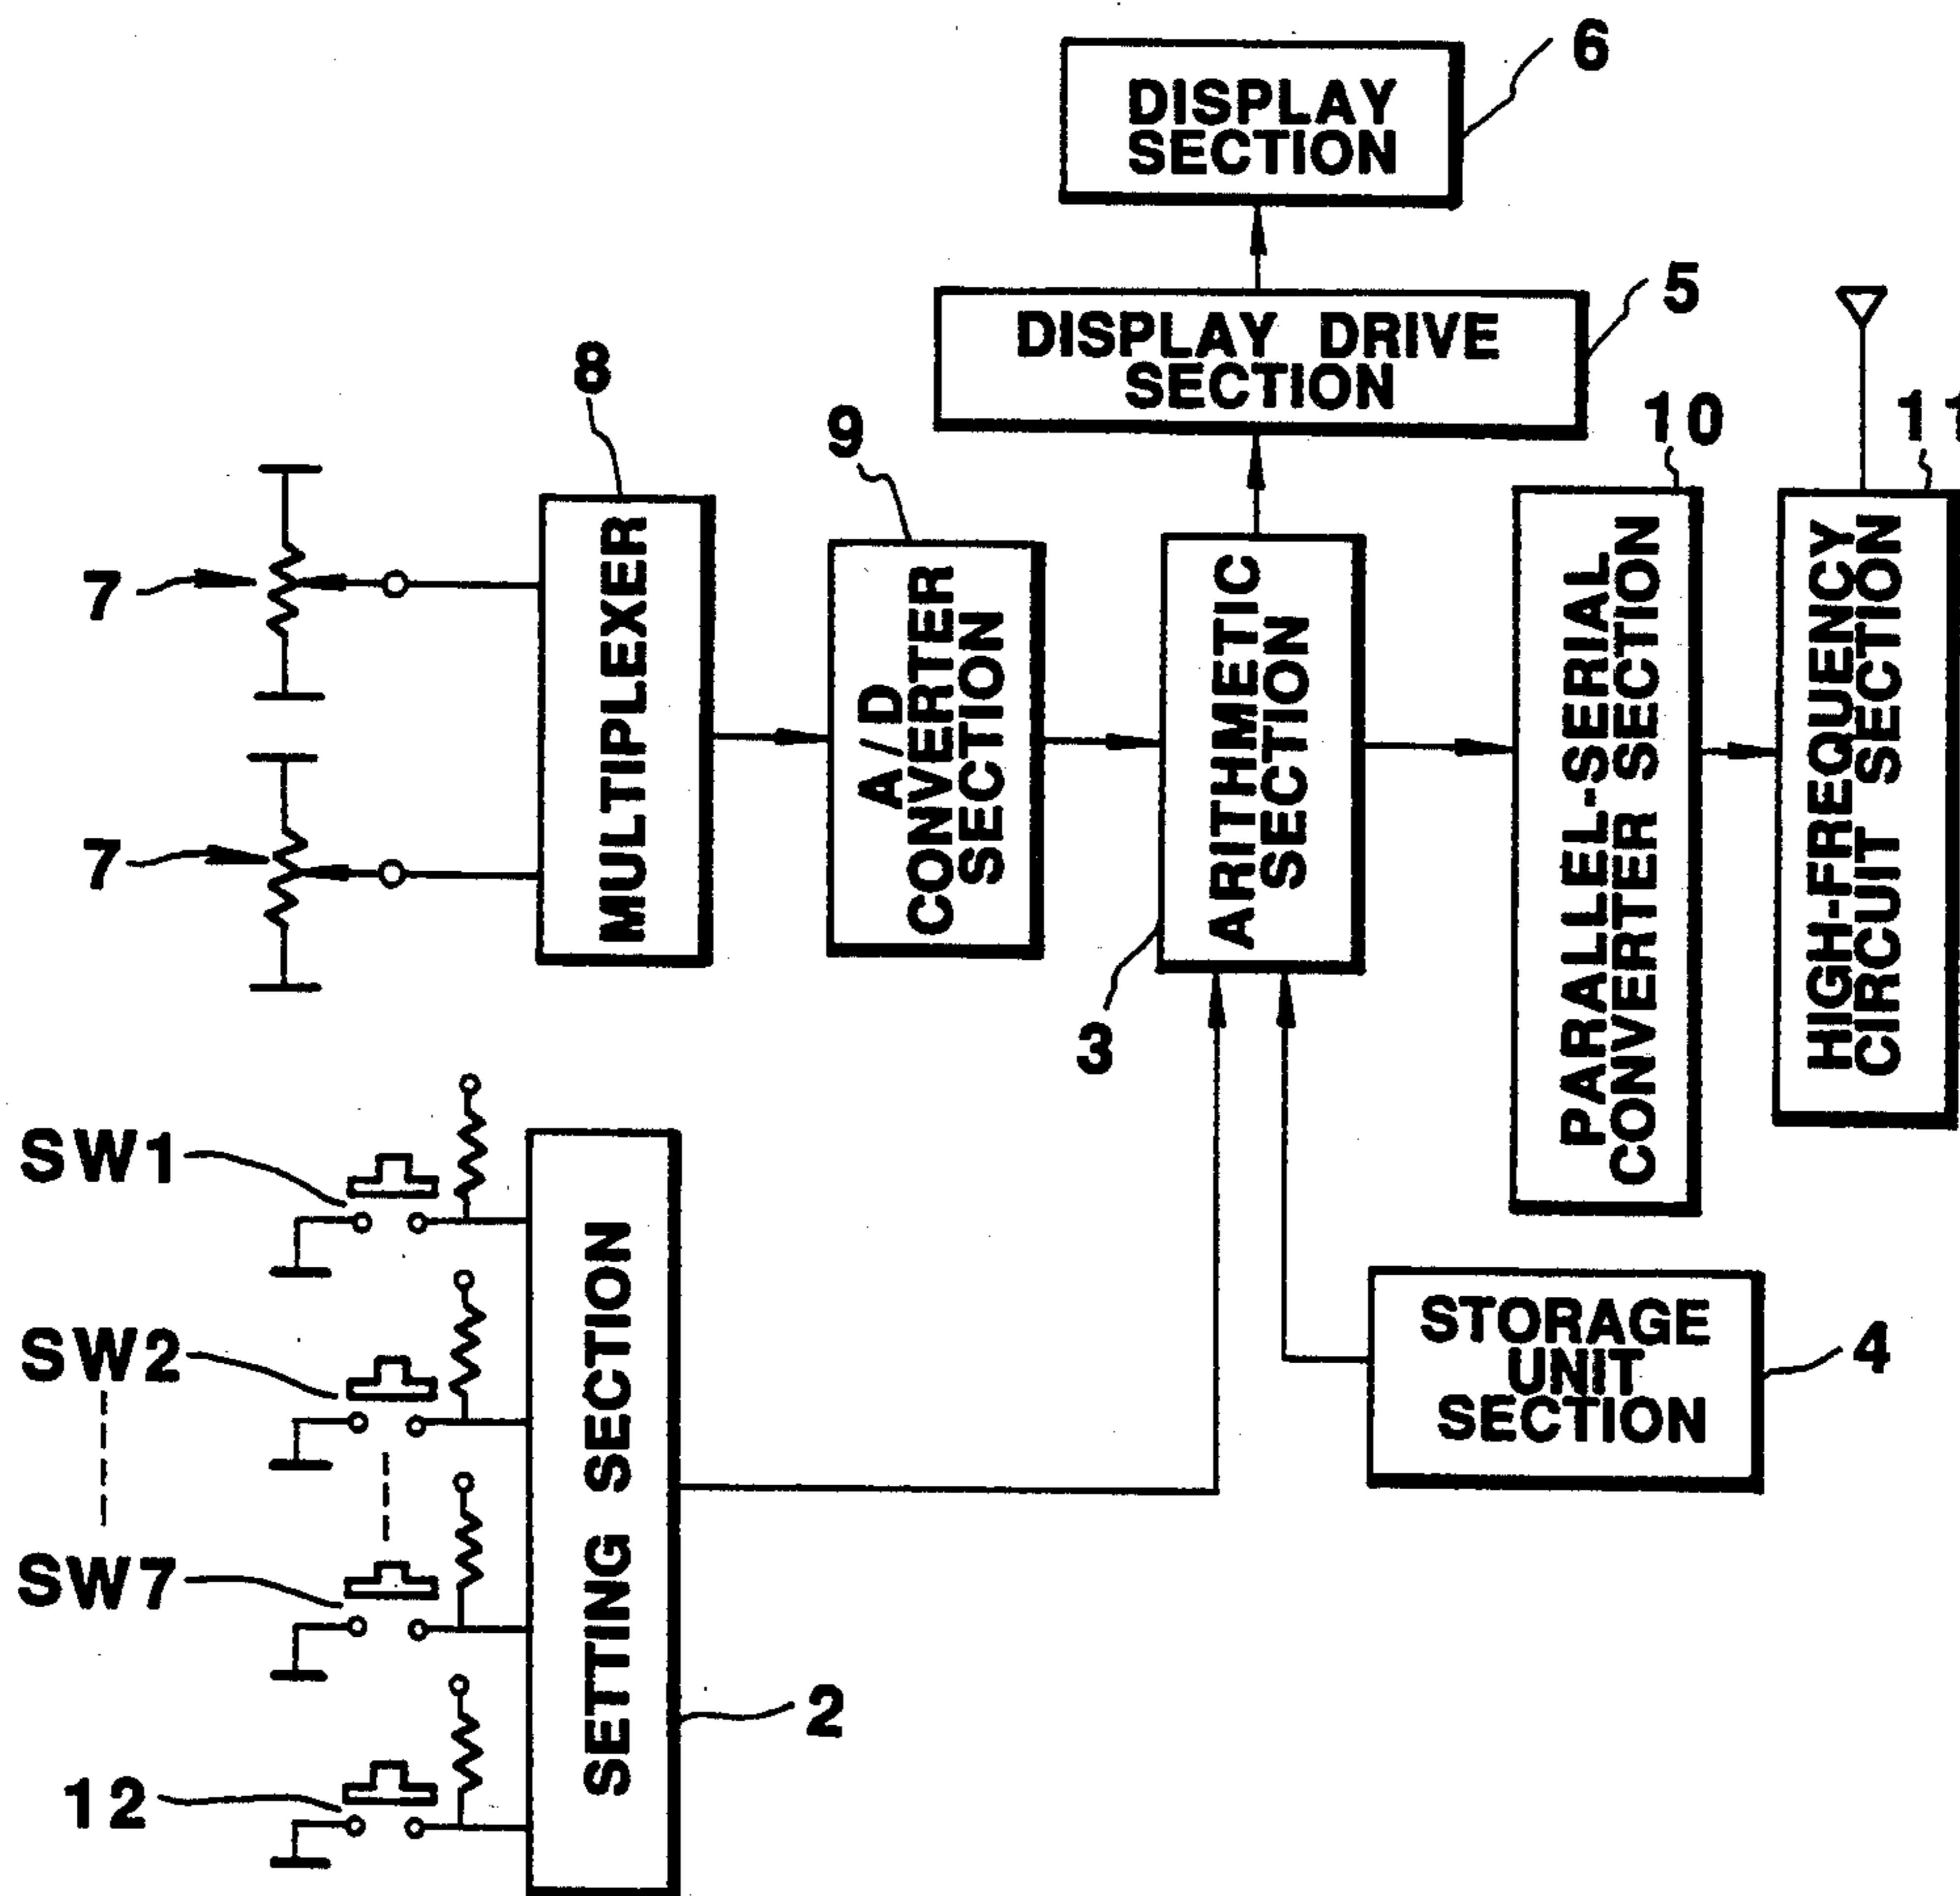 6
DISPLAY
SECTION
5
DISPLAY DRIVE
SECTION
8
9
10
11
7
7
MULTIPLEXER
A/D
CONVERTER
SECTION
ARITHMETIC
SECTION
PARALLEL-SERIAL
CONVERTER SECTION
HIGH-FREQUENCY
CIRCUIT SECTION
3
SW1
SW2
SW7
12
SETTING SECTION
2
STORAGE
UNIT
SECTION
4